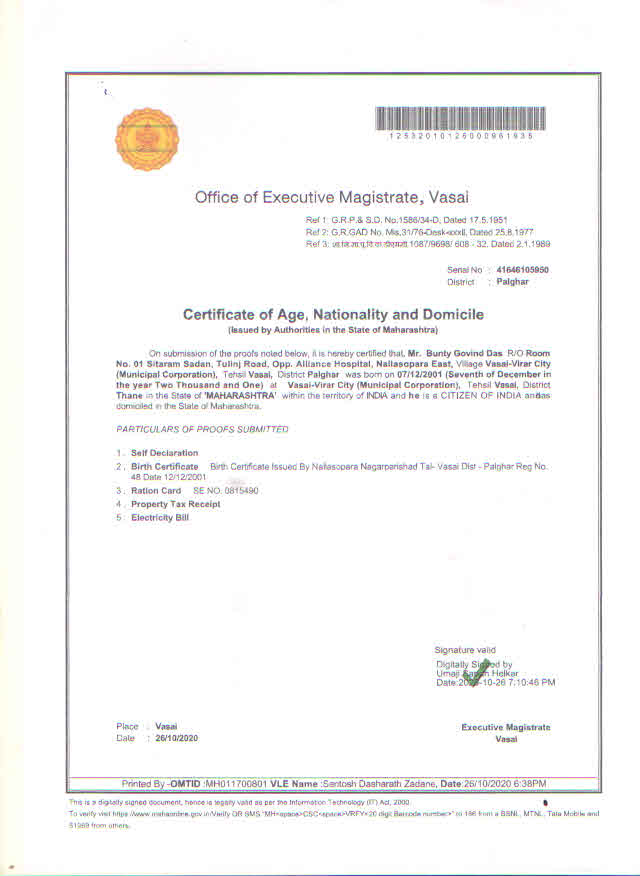 12532010125000961935
Office of Executive Magistrate, Vasai
Ref 1: G.R.P.& S.D. No.1586/34-D, Dated 17.5.1951
Ref 2: G.R.GAD No. Mis.31/76-Desk-xxxII, Dated 25.8.1977
Ref 3: 1087/9698/ 608 - 32. Dated 2.1.1989
Serial No : 41646105950
District : Palghar
Certificate of Age, Nationality and Domicile
(Issued by Authorities in the State of Maharashtra)
On submission of the proofs noted below, it is hereby certified that, Mr. Bunty Govind Das R/O Room
No. 01 Sitaram Sadan, Tulinj Road, Opp. Alliance Hospital, Nallasopara East, Village Vasai-Virar City
(Municipal Corporation), Tehsil Vasai, District Palghar was born on 07/12/2001 (Seventh of December in
the year Two Thousand and One) at Vasai-Virar City (Municipal Corporation), Tehsil Vasai, District
Thane in the State of 'MAHARASHTRA' within the territory of INDIA and he is a CITIZEN OF INDIA and
domiciled in the State of Maharashtra.
PARTICULARS OF PROOFS SUBMITTED
1 . Self Declaration
2 . Birth Certificate Birth Certificate Issued By Nallasopara Nagarparishad Tal- Vasai Dist - Palghar Reg No.
48 Date 12/12/2001
3 . Ration Card SE.NO. 0815490
4 . Property Tax Receipt
5 . Electricity Bill
Signature valid
Digitally Signed by
Umaji Helkar
Date:2020-10-26 7:10:46 PM
Place : Vasai
Date : 26/10/2020
Executive Magistrate
Vasai
Printed By -OMTID :MH011700801 VLE Name :Santosh Dasharath Zadane, Date:26/10/2020 6:38PM
This is a digitally signed document, hence is legally valid as per the Information Technology (IT) Act, 2000.
To verify visit https://www.mahaonline.gov.in/Verify OR SMS "MH<space>CSC<space>VRFY<20 digit Barcode number>" to 166 from a BSNL, MTNL, Tata Mobile and
51969 from others.